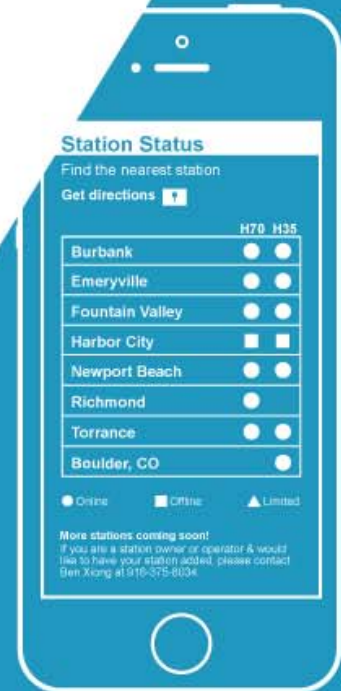 Station Status
Find the nearest station
Get directions
H70 H35
Burbank
Emeryville
Fountain Valley
Harbor City
Newport Beach
Richmond
Torrance
Boulder, CO
Online Offline Limited
More stations coming soon!
If you are a station owner or operator & would
like to have your station added, please contact
Ben Xiong at 916-375-8034